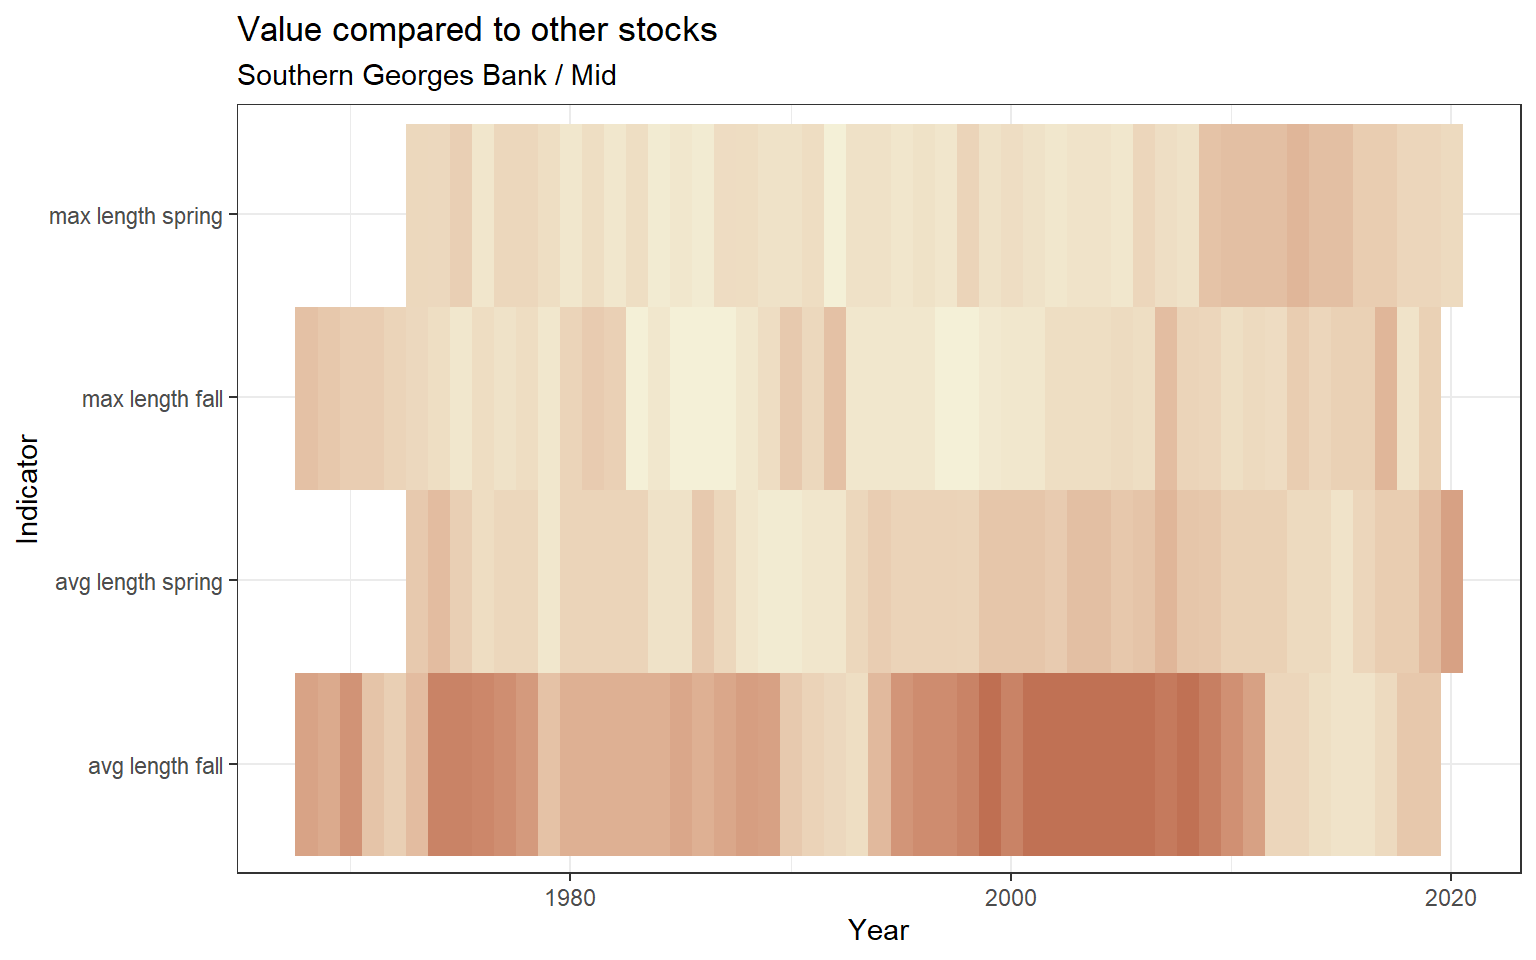 Value compared to other stocks
Southern Georges Bank / Mid
max length spring
max length fall
avg length spring
avg length fall
Indicator
1980
2000
2020
Year